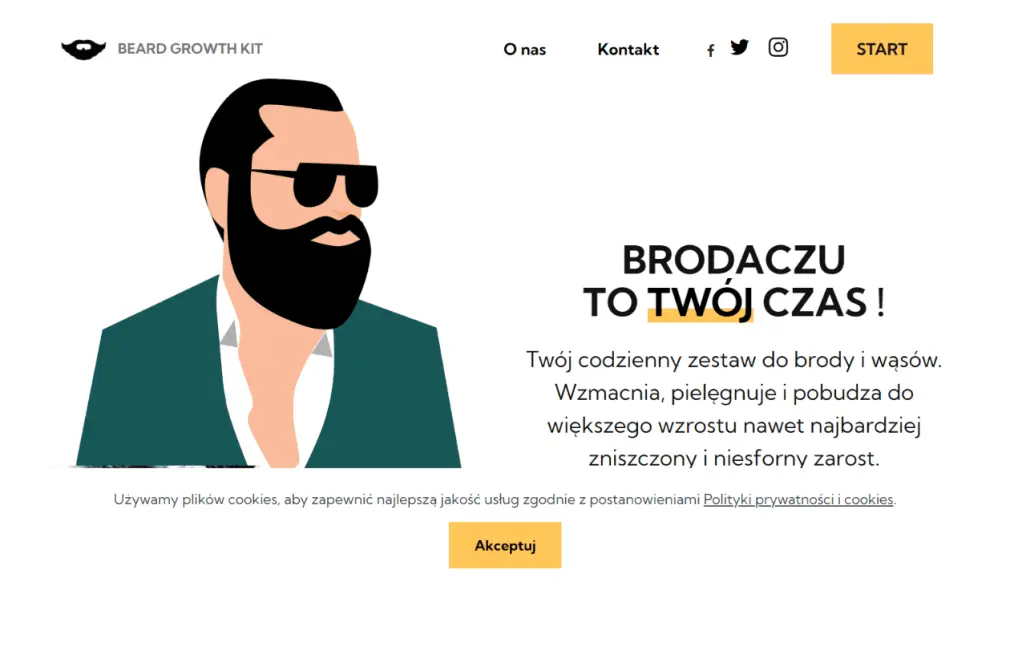 BEARD GROWTH KIT
O nas
Kontakt
START
BRODACZU
TO TWÓJ CZAS !
Twój codzienny zestaw do brody i wąsów.
Wzmacnia, pielęgnuje i pobudza do
większego wzrostu nawet najbardziej
zniszczony i niesforny zarost.
Używamy plików cookies, aby zapewnić najlepszą jakość usług zgodnie z postanowieniami Polityki prywatności i cookies.
Akceptuj